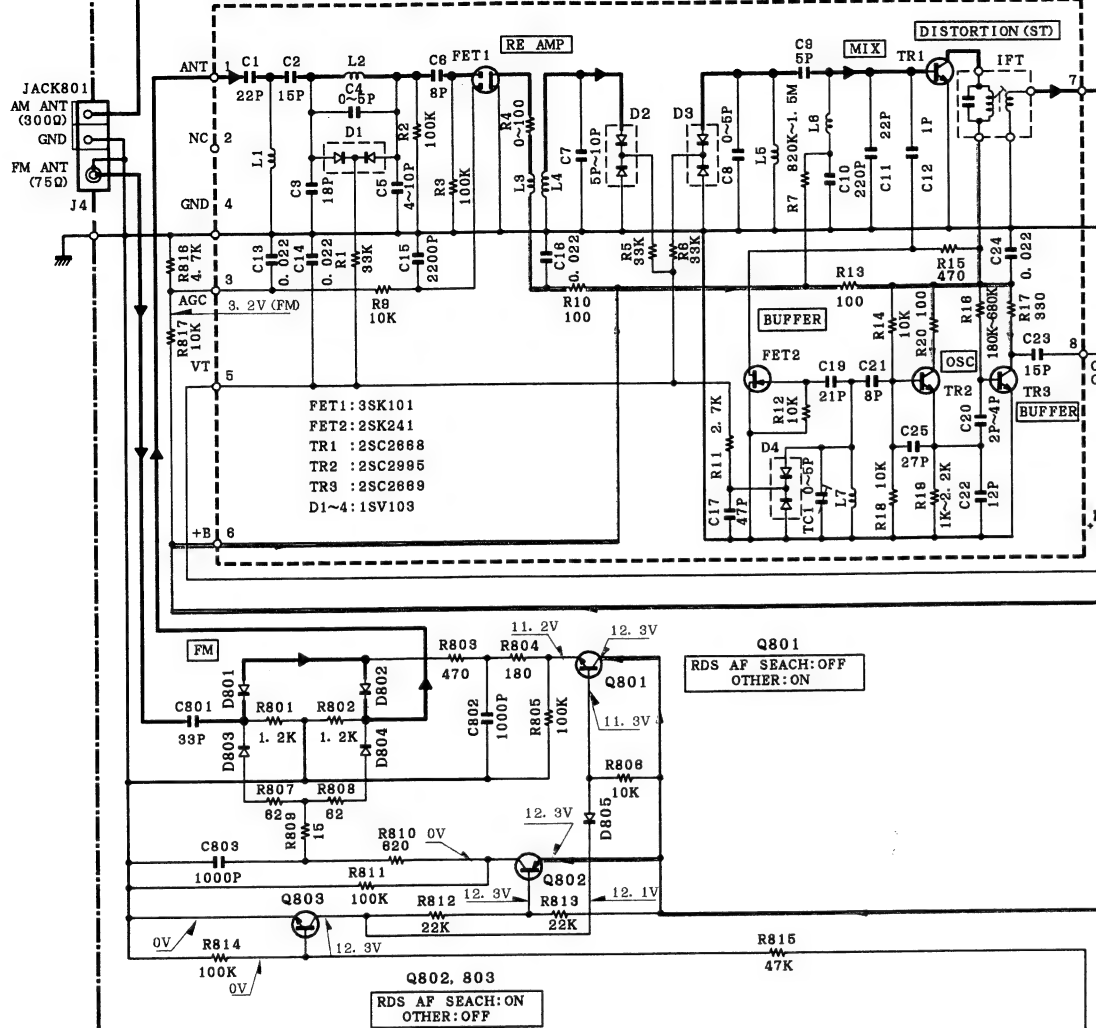 JACK801
AM ANT
(300Ω)
GND
FM ANT
(75Ω)
J4
ANT
1
NC
2
GND
4
3
AGC
3.2V(FM)
VT
5
+B
6
C1
22P
C2
15P
L2
C4
0~5P
D1
L1
C3
18P
C5
4~10P
R2
100K
C6
8P
R3
100K
FET1
RE AMP
R4
0~100
L3
L4
C7
5P~10P
D2
D3
0~5P
C8
C9
5P
MIX
L5
820K~1.5M
R7
L6
C10
220P
22P
C11
1P
C12
TR1
DISTORTION(ST)
IFT
7
R816
4.7K
R817
10K
C13
0.022
C14
0.022
R1
33K
C15
2200P
R9
10K
C16
0.022
R10
100
R5
33K
R6
33K
R13
100
R15
470
C24
0.022
R14
10K
R20 100
R16
180K~680K
R17
330
C23
15P
8
BUFFER
FET2
C19
21P
C21
8P
OSC
TR2
TR3
BUFFER
R12
10K
C20
2P~4P
C25
27P
R11 2.7K
D4
TC1 0~5P
L7
C17
47P
R18 10K
R19
1K~2.2K
C22
12P
FET1:3SK101
FET2:2SK241
TR1 :2SC2668
TR2 :2SC2995
TR3 :2SC2669
D1~4:1SV103
FM
D801
D802
D803
D804
C801
33P
R801
1.2K
R802
1.2K
R803
470
R804
180
C802
1000P
R805
100K
11.2V
12.3V
Q801
11.3V
Q801
RDS AF SEACH:OFF
OTHER:ON
R806
10K
D805
R807
62
R808
62
R809
15
C803
1000P
R810
620
0V
12.3V
Q802
R811
100K
12.3V
12.1V
Q803
R812
22K
R813
22K
0V
12.3V
R814
100K
0V
R815
47K
Q802, 803
RDS AF SEACH:ON
OTHER:OFF